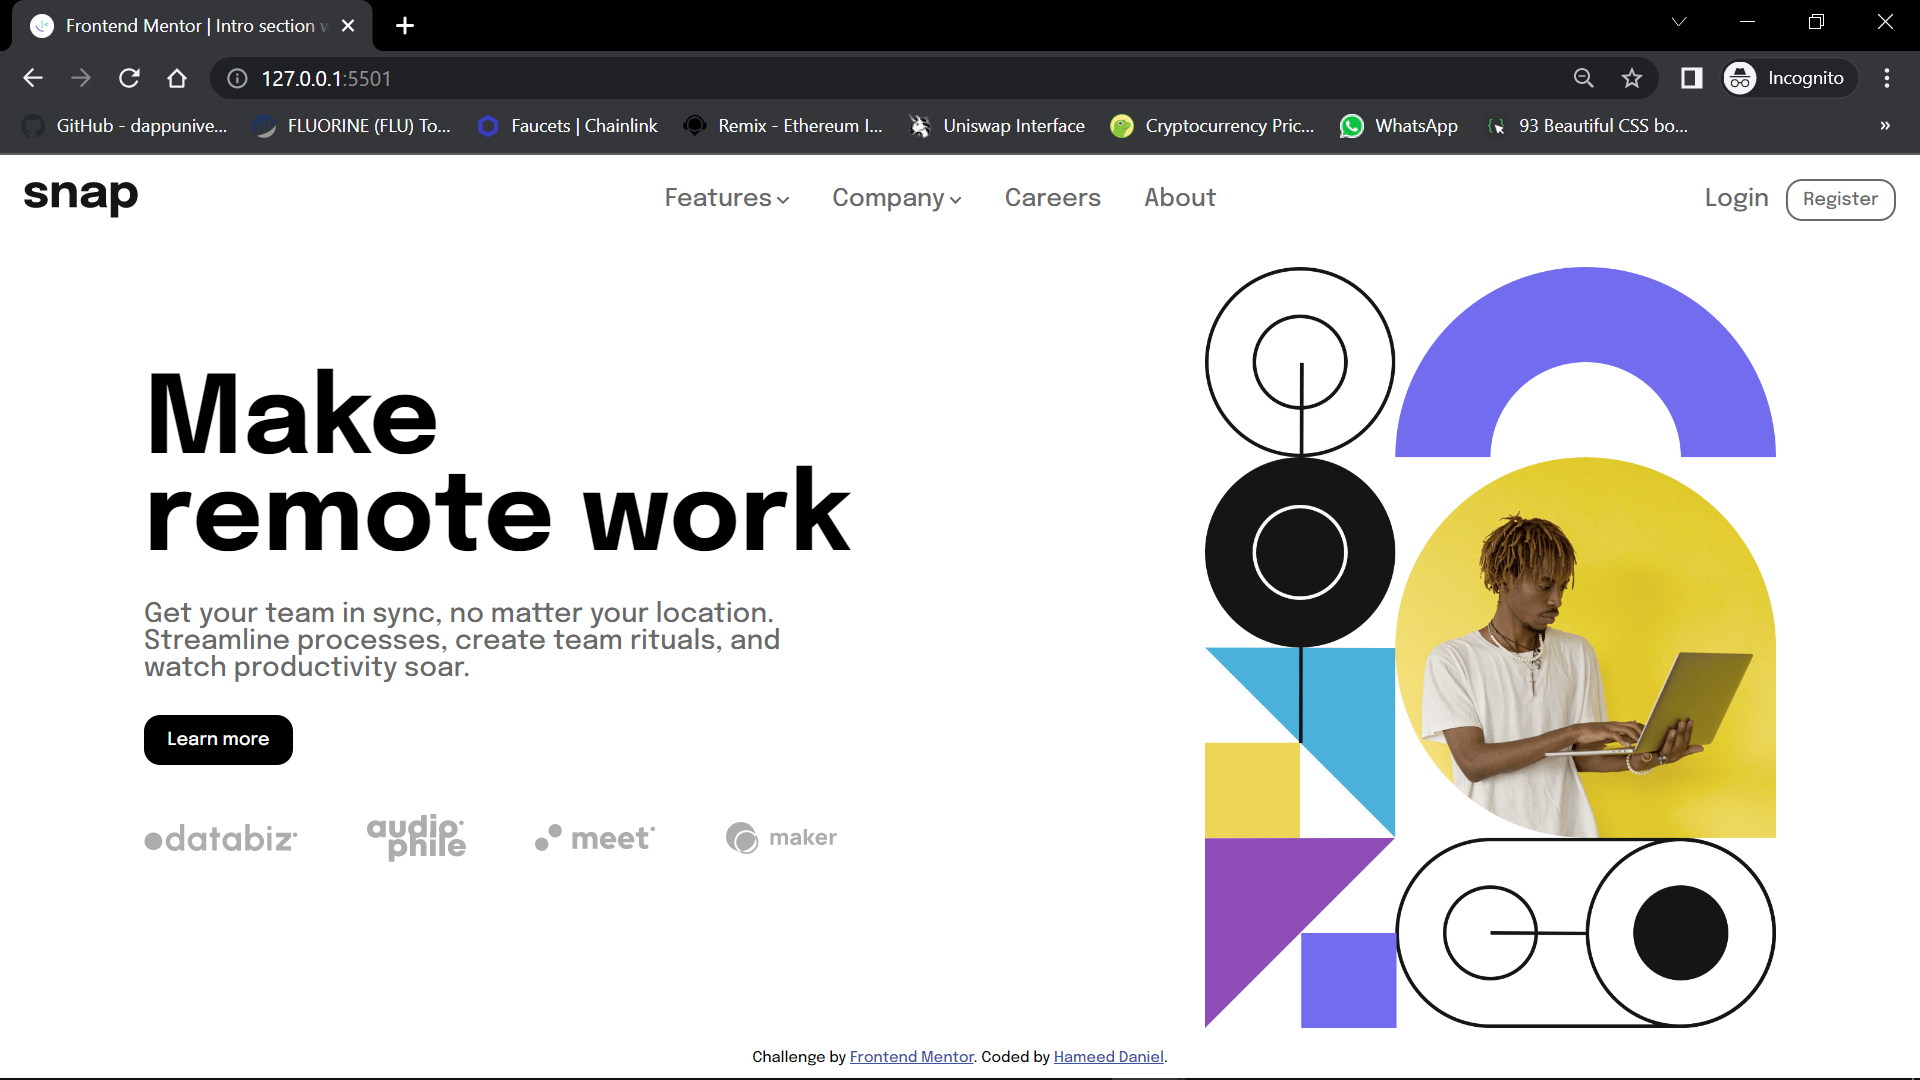 Frontend Mentor | Intro section
127.0.0.1:5501
Incognito
GitHub - dappunive...
FLUORINE (FLU) To...
Faucets | Chainlink
Remix - Ethereum I...
Uniswap Interface
Cryptocurrency Pric...
WhatsApp
93 Beautiful CSS bo...
»
snap
Features
Company
Careers
About
Login
Register
Make
remote work
Get your team in sync, no matter your location.
Streamline processes, create team rituals, and
watch productivity soar.
Learn more
databiz
audio
phile
meet
maker
Challenge by Frontend Mentor. Coded by Hameed Daniel.